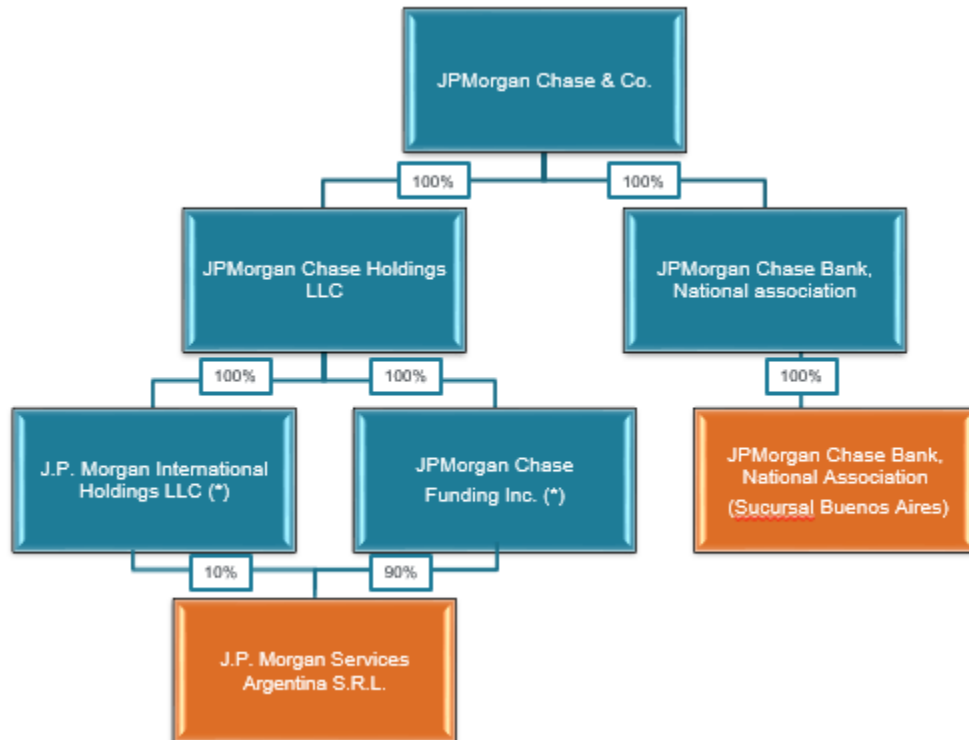 JPMorgan Chase & Co.
100%
100%
JPMorgan Chase Holdings
LLC
JPMorgan Chase Bank,
National association
100%
100%
100%
J.P. Morgan International
Holdings LLC (*)
JPMorgan Chase
Funding Inc. (*)
JPMorgan Chase Bank,
National Association
(Sucursal Buenos Aires)
10%
90%
J.P. Morgan Services
Argentina S.R.L.